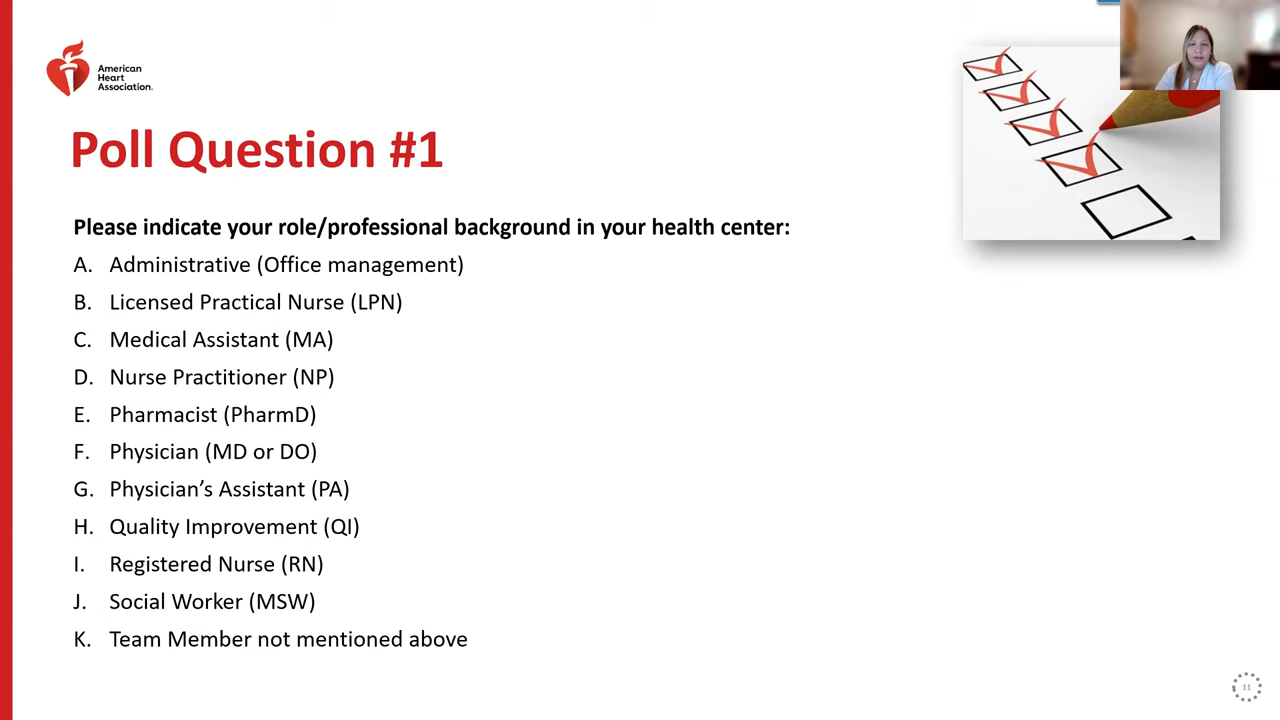 American
Heart
Association.
Poll Question #1
Please indicate your role/professional background in your health center:
A. Administrative (Office management)
B. Licensed Practical Nurse (LPN)
C. Medical Assistant (MA)
D. Nurse Practitioner (NP)
E. Pharmacist (PharmD)
F. Physician (MD or DO)
G. Physician’s Assistant (PA)
H. Quality Improvement (QI)
I. Registered Nurse (RN)
J. Social Worker (MSW)
K. Team Member not mentioned above
11